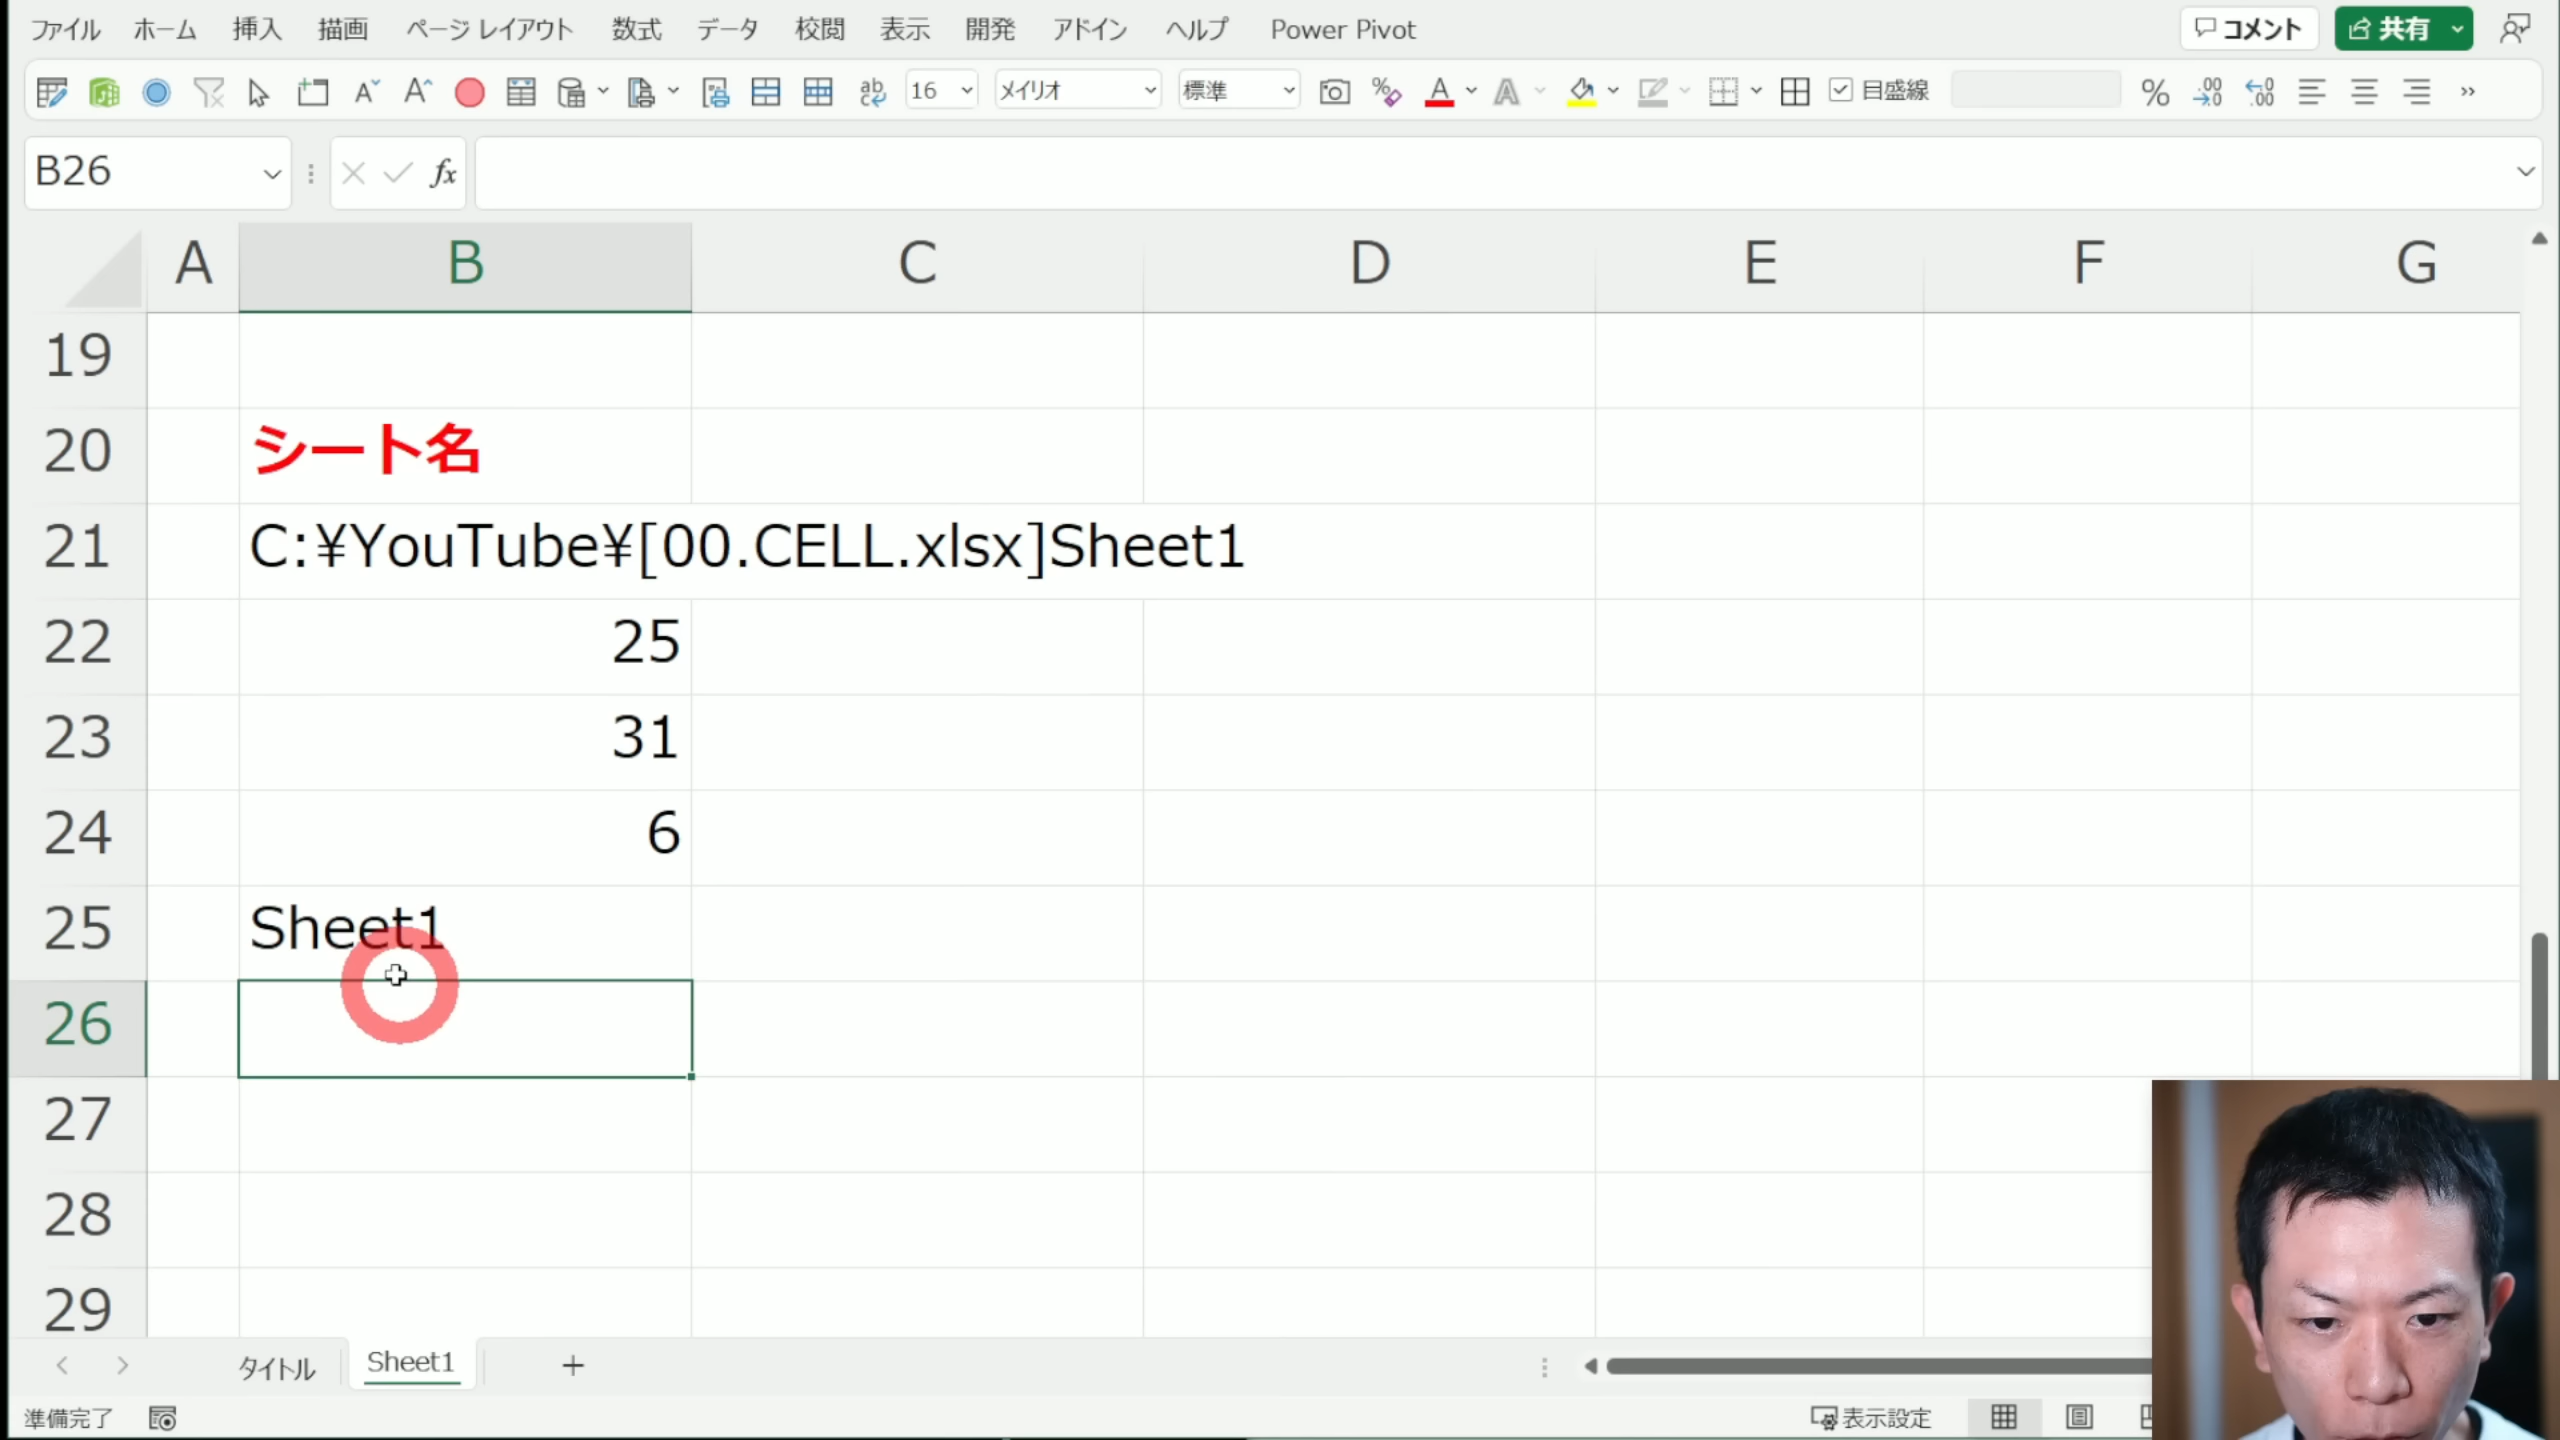 ファイル ホーム 挿入 描画 ページ レイアウト 数式 データ 校閲 表示 開発 アドイン ヘルプ Power Pivot コメント 共有
16 メイリオ 標準 目盛線
B26 fx
A B C D E F G
19
20 シート名
21 C:¥YouTube¥[00.CELL.xlsx]Sheet1
22 25
23 31
24 6
25 Sheet1
26
27
28
29
タイトル Sheet1
準備完了 表示設定